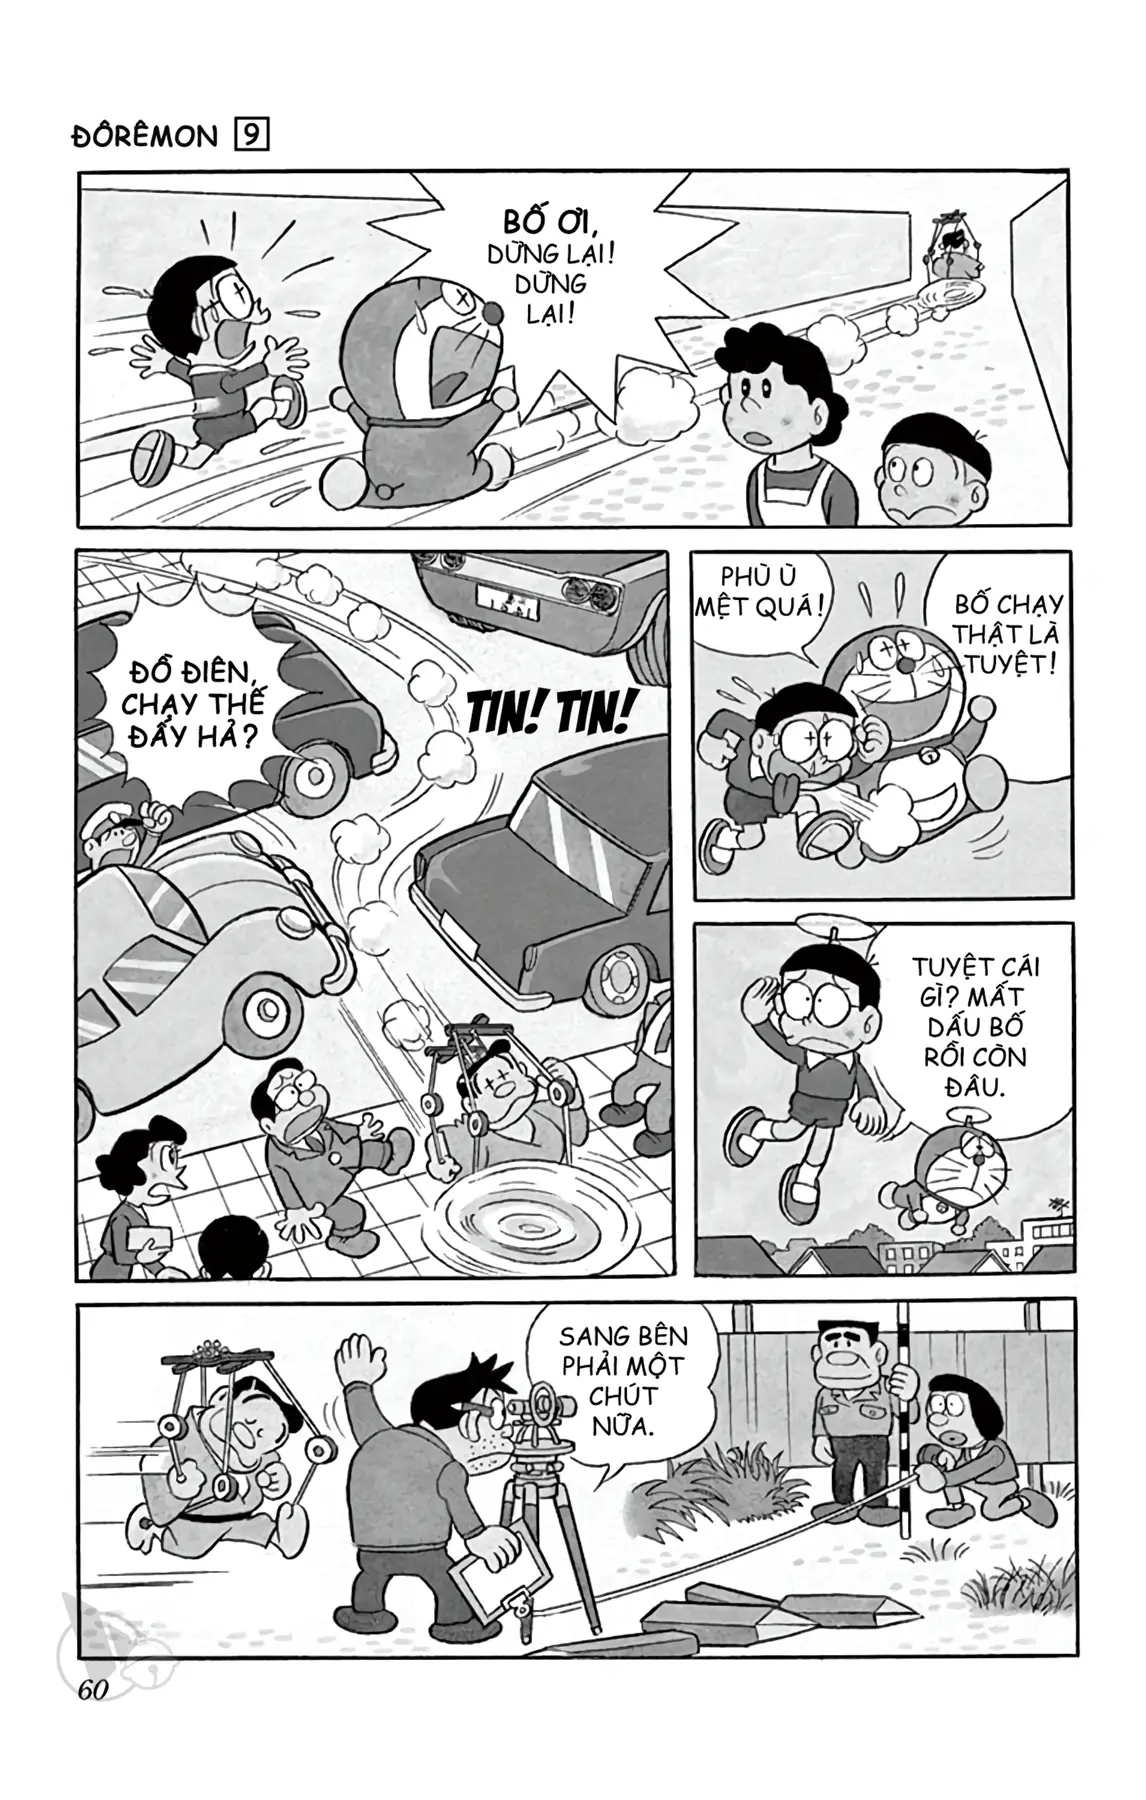 ĐÔRÊMON 9
BỐ ƠI,
DỪNG LẠI!
DỪNG
LẠI!
ĐỒ ĐIÊN,
CHẠY THẾ
ĐẤY HẢ?
TIN! TIN!
PHÙ Ù
MỆT QUÁ!
BỐ CHẠY
THẬT LÀ
TUYỆT!
TUYỆT CÁI
GÌ? MẤT
DẤU BỐ
RỒI CÒN
ĐÂU.
SANG BÊN
PHẢI MỘT
CHÚT
NỮA.
60